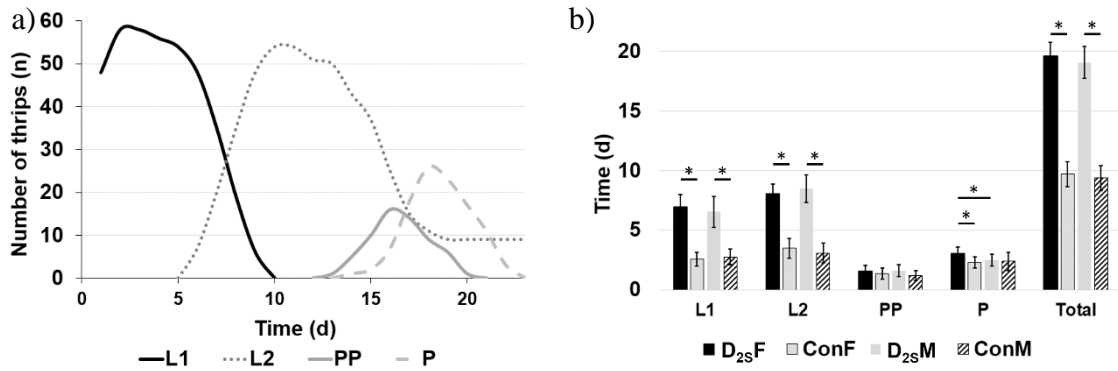 a)
Number of thrips (n)
60
50
40
30
20
10
0
0 5 10 15 20
Time (d)
L1 L2 PP P
b)
Time (d)
20
15
10
5
0
* *
* *
* *
*
*
L1 L2 PP P Total
D2SF ConF D2SM ConM